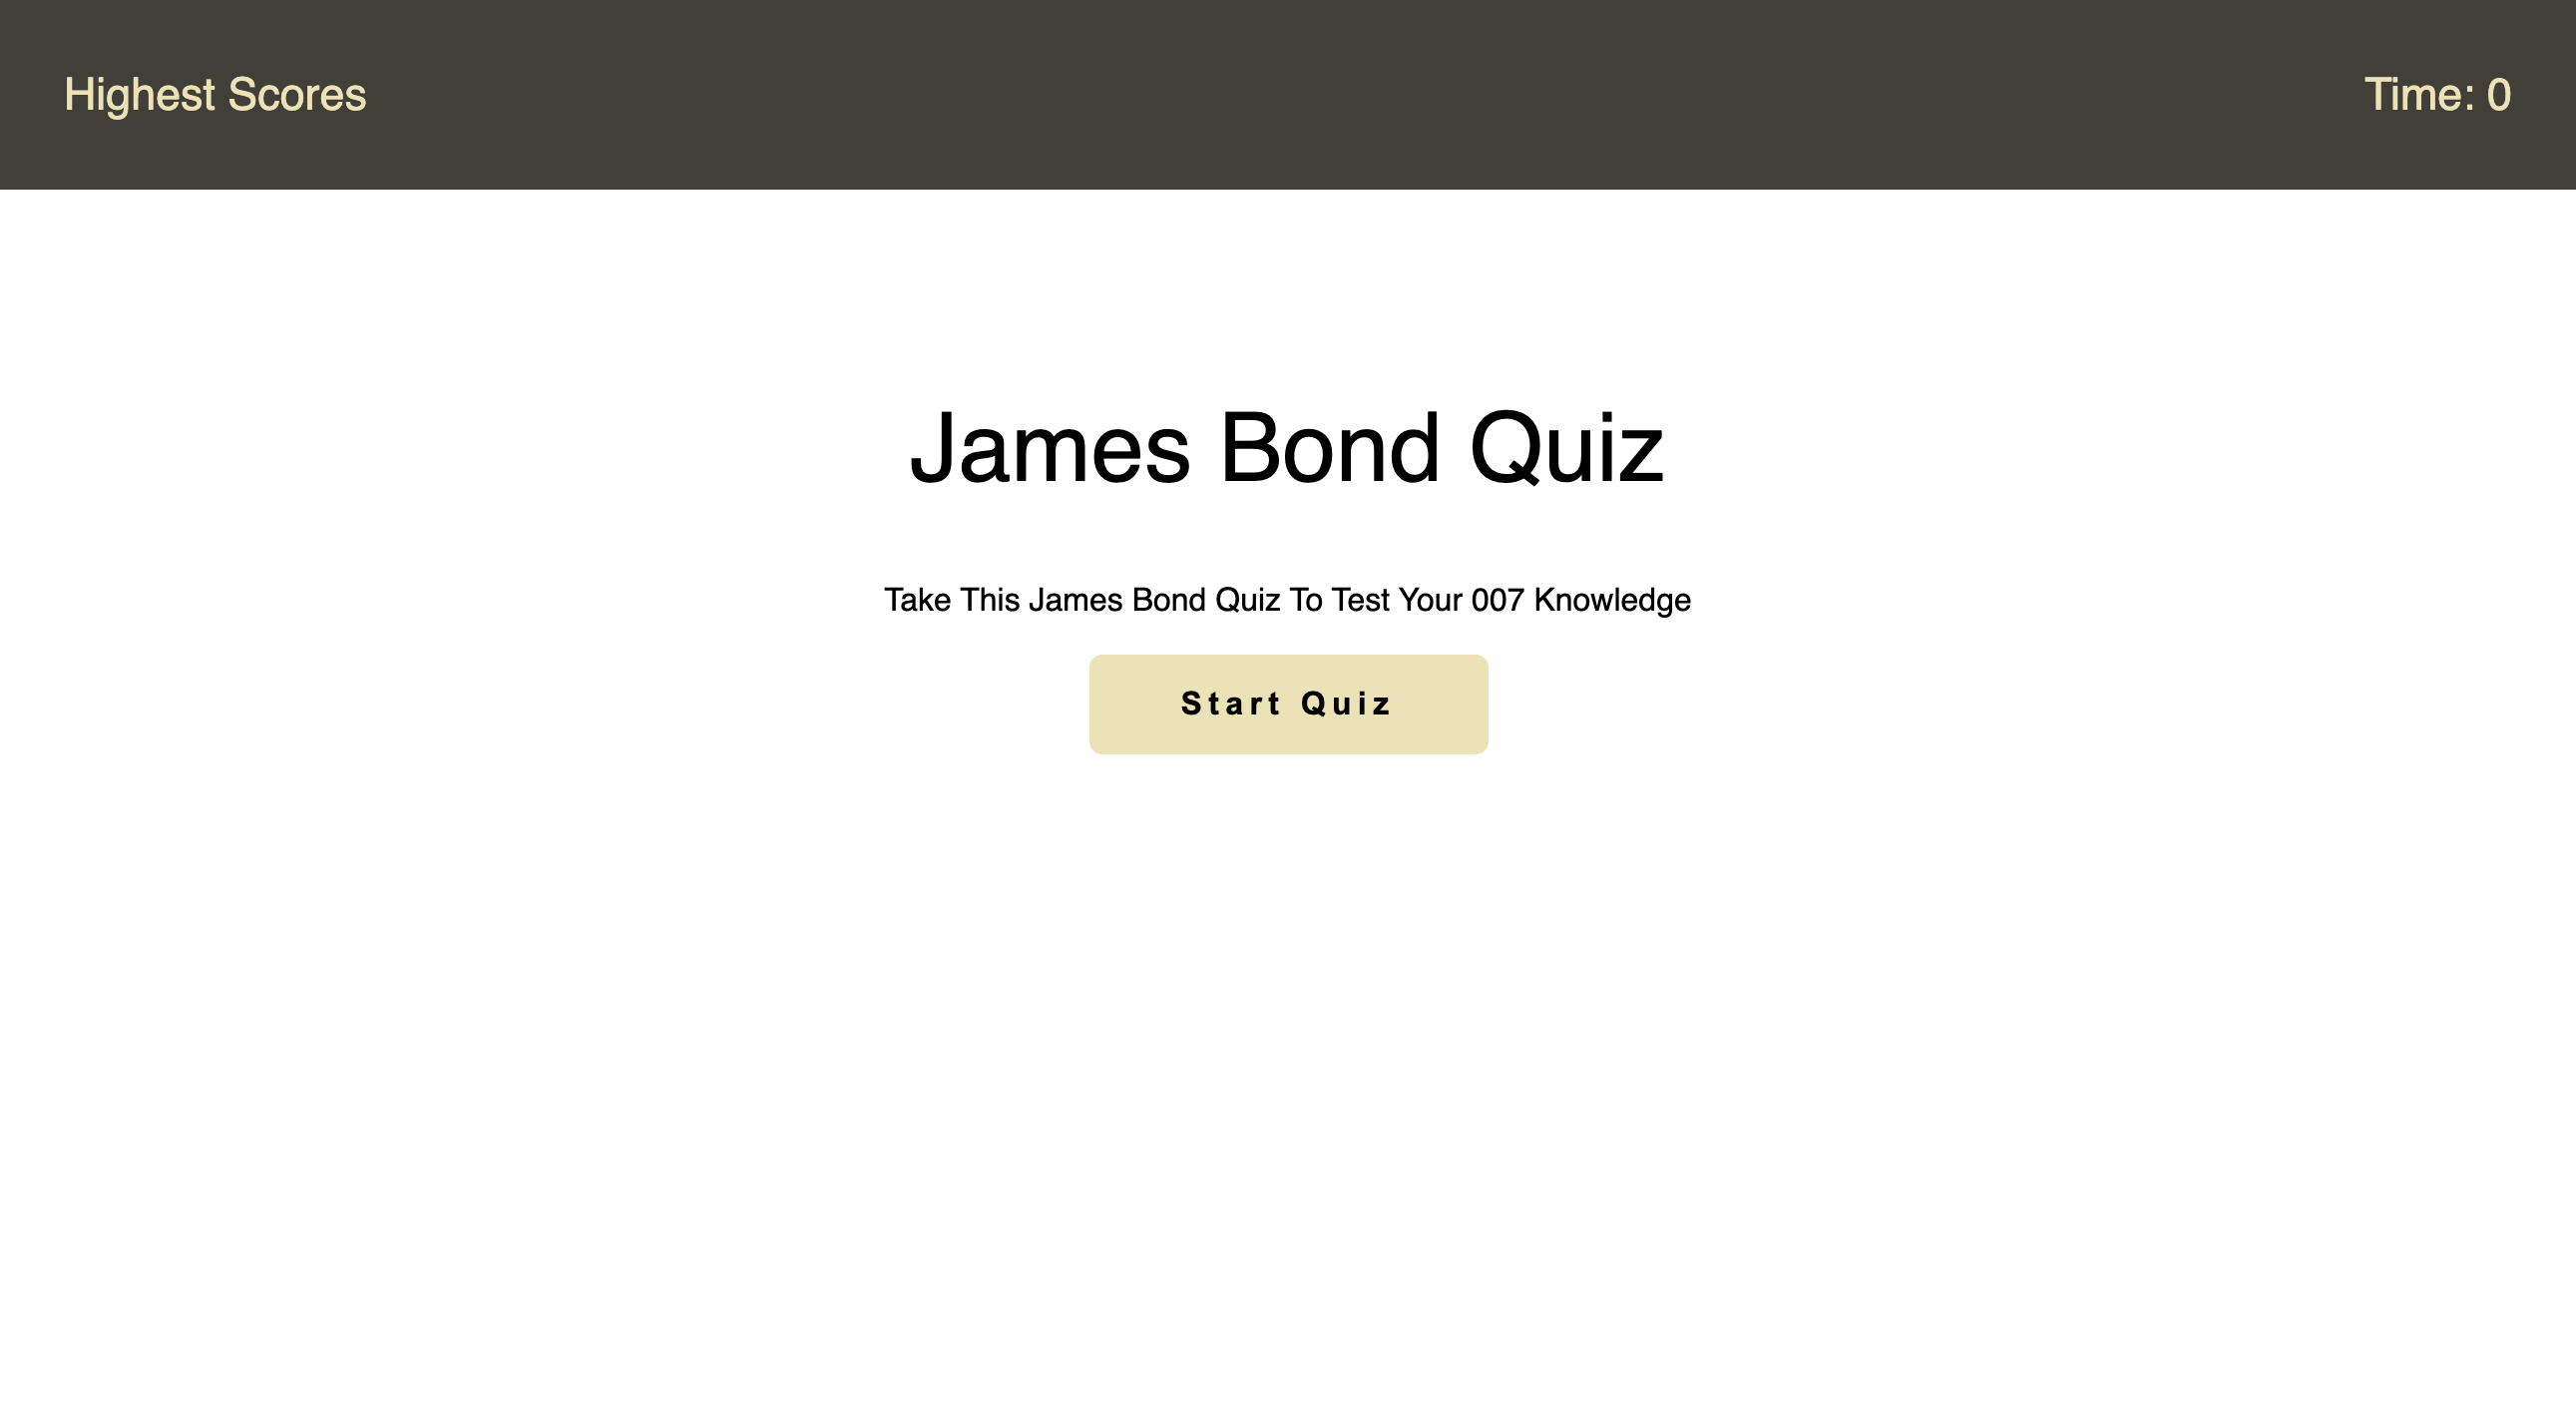 Highest Scores
Time: 0
James Bond Quiz
Take This James Bond Quiz To Test Your 007 Knowledge
Start Quiz